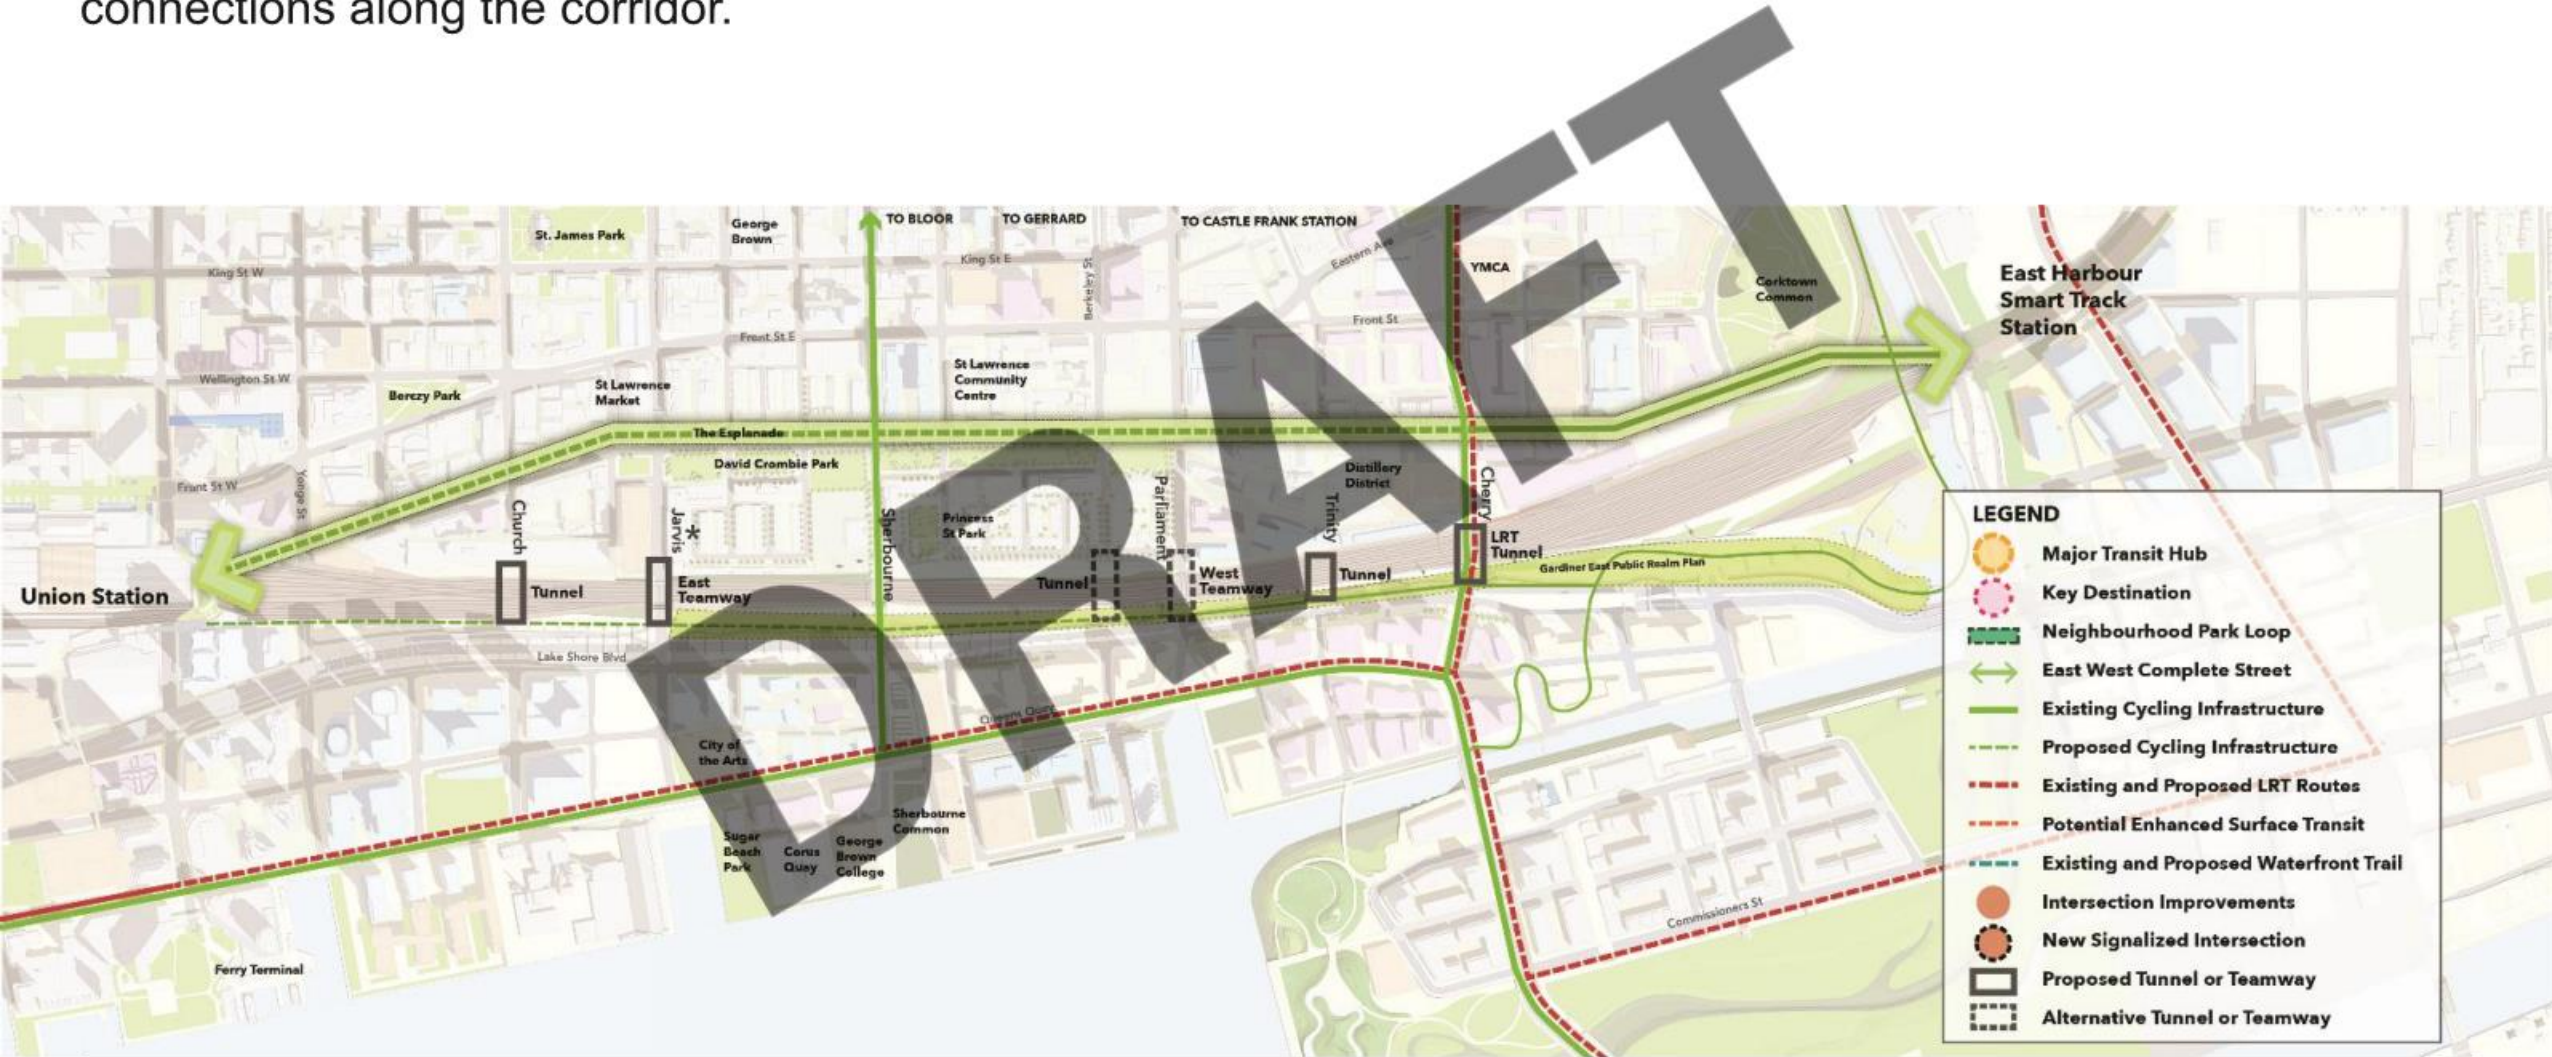 connections along the corridor.
TO BLOOR
TO GERRARD
TO CASTLE FRANK STATION
St. James Park
George
Brown
King St W
King St E
Berkeley St
Eastern Ave
YMCA
Corktown
Common
East Harbour
Smart Track
Station
Front St E
Front St
Wellington St W
Berczy Park
St Lawrence
Market
St Lawrence
Community
Centre
The Esplanade
David Crombie Park
Distillery
District
Front St W
Yonge St
Church
Jarvis
*
Sherbourne
Princess
St Park
Parliament
Trinity
Cherry
LRT
Tunnel
Union Station
Tunnel
East
Teamway
Tunnel
West
Teamway
Tunnel
Gardiner East Public Realm Plan
Lake Shore Blvd
Queens Quay
City of
the Arts
Sugar
Beach
Park
Corus
Quay
George
Brown
College
Sherbourne
Common
Ferry Terminal
Commissioners St
DRAFT
LEGEND
Major Transit Hub
Key Destination
Neighbourhood Park Loop
East West Complete Street
Existing Cycling Infrastructure
Proposed Cycling Infrastructure
Existing and Proposed LRT Routes
Potential Enhanced Surface Transit
Existing and Proposed Waterfront Trail
Intersection Improvements
New Signalized Intersection
Proposed Tunnel or Teamway
Alternative Tunnel or Teamway